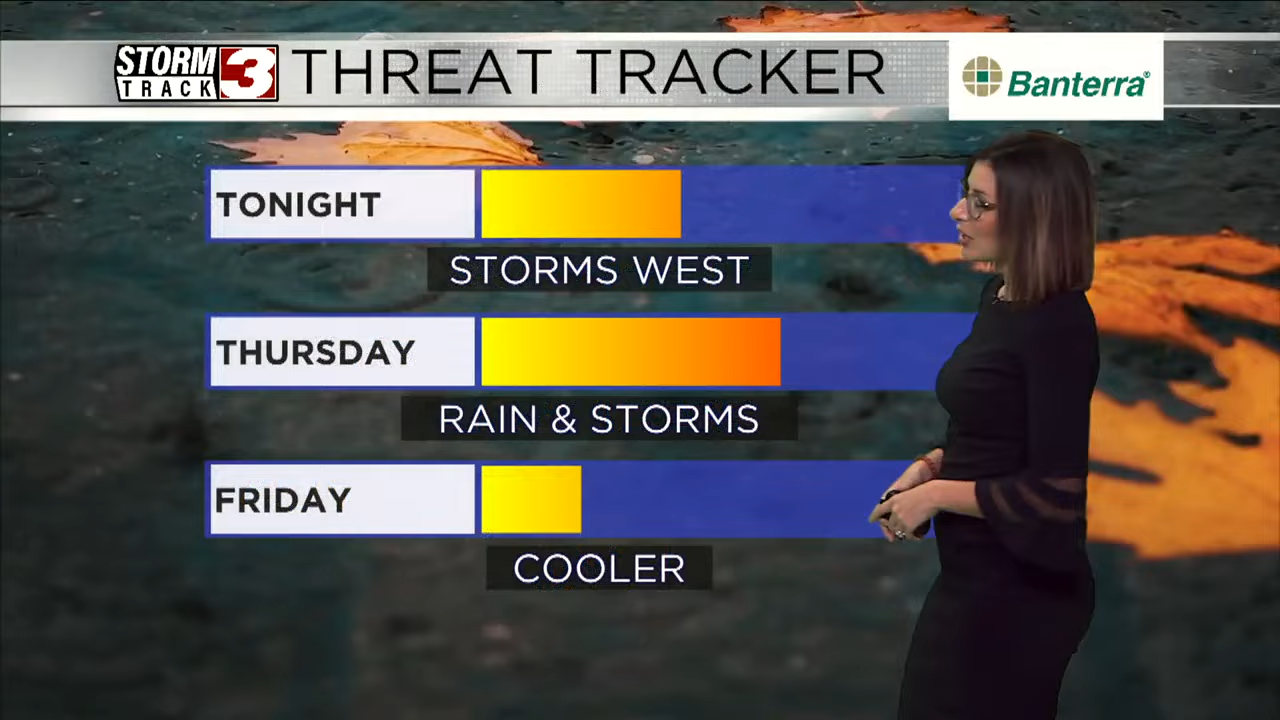 STORM
TRACK 3
THREAT TRACKER
Banterra®
TONIGHT
STORMS WEST
THURSDAY
RAIN & STORMS
FRIDAY
COOLER